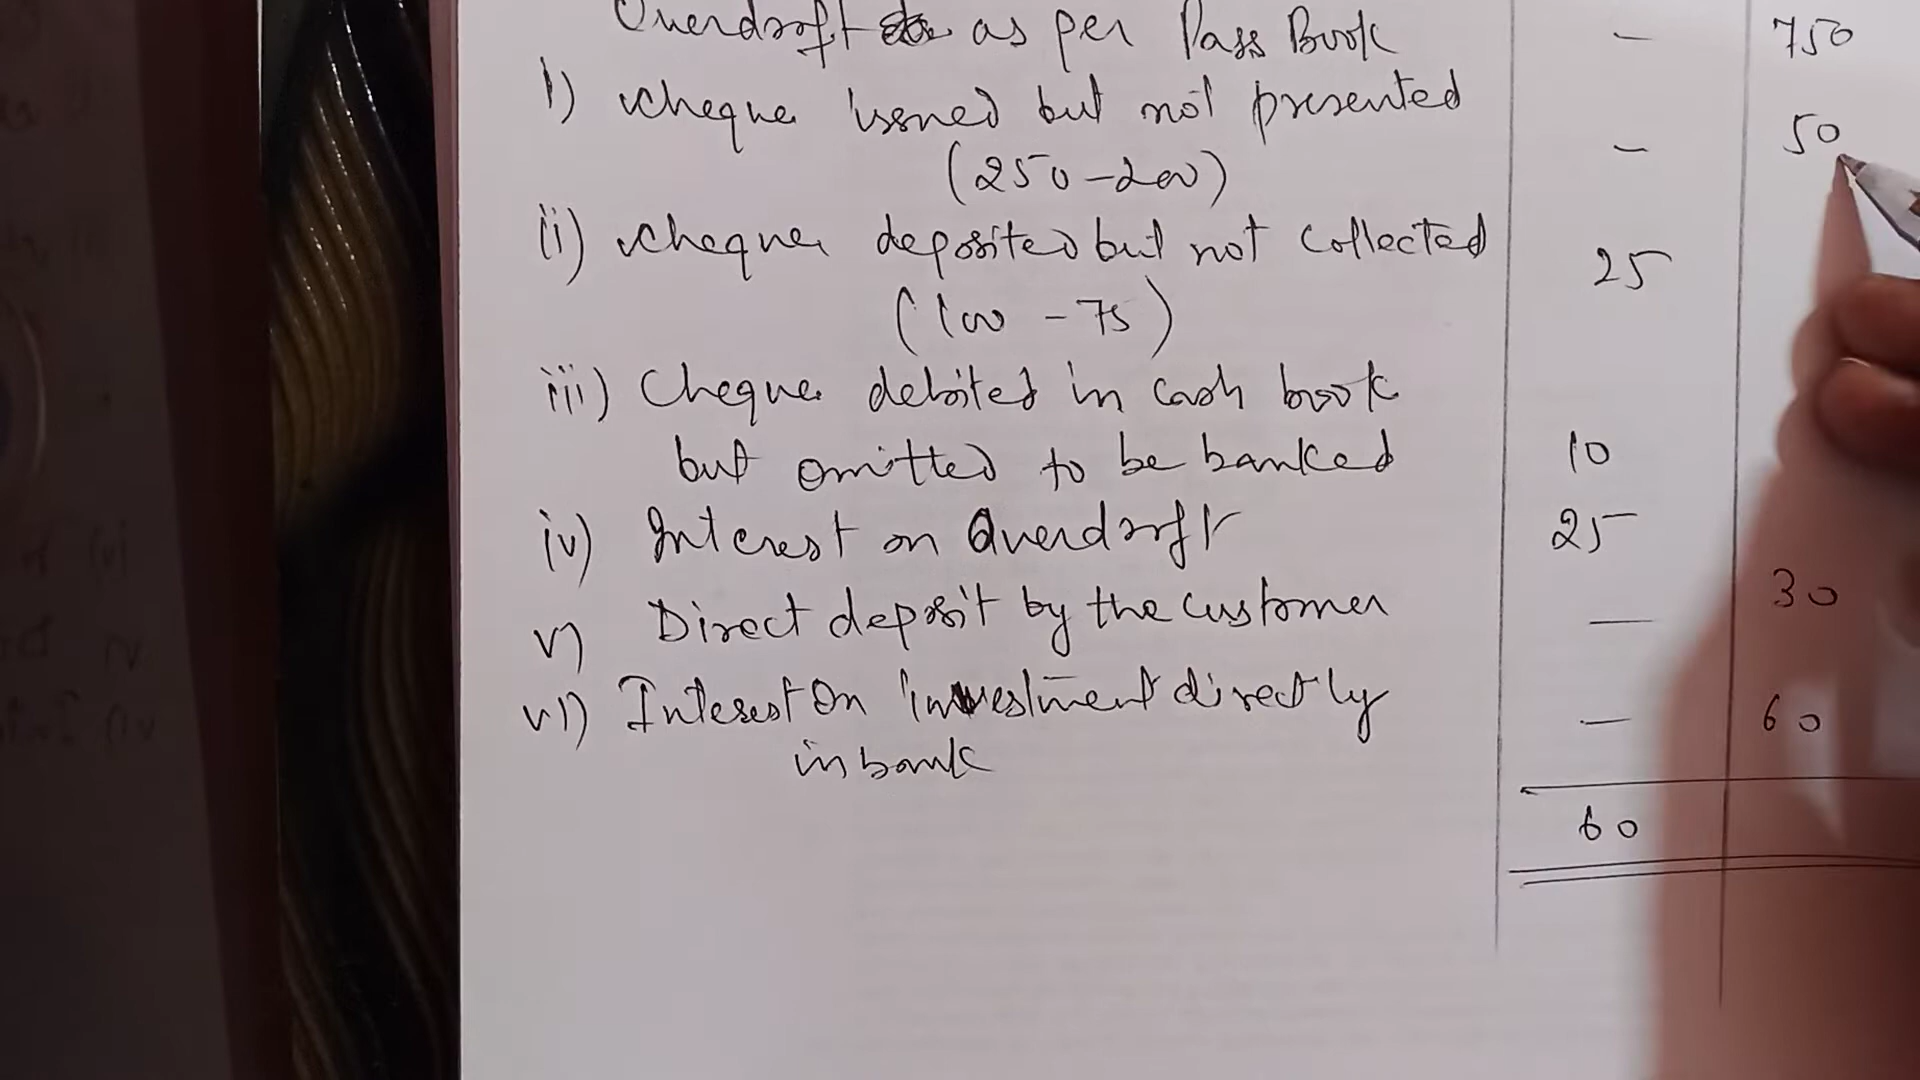 Overdraft as per Pass Book — 750
i) cheque issued but not presented — 50
(250-200)
(ii) cheque deposited but not collected 25
(100 - 75)
iii) Cheque debited in cash book
but omitted to be banked 10
iv) Interest on Overdraft 25
v) Direct deposit by the customer — 30
vi) Interest on investment directly — 60
in bank
60